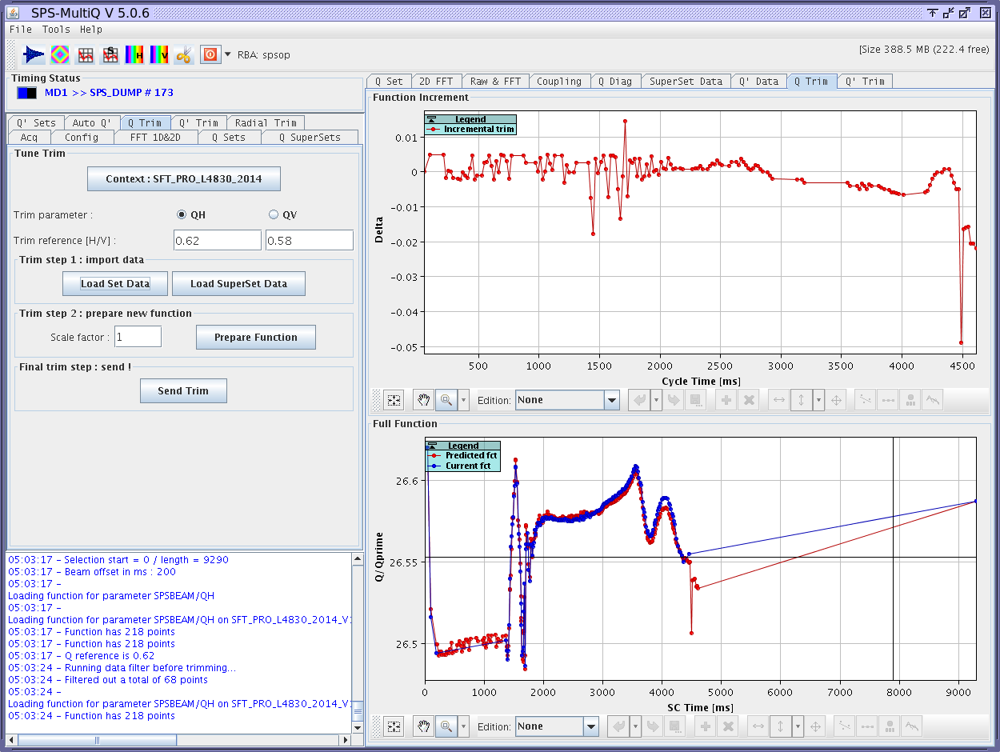 SPS-MultiQ V 5.0.6
File Tools Help
S H V RBA: spsop [Size 388.5 MB (222.4 free)
Timing Status
MD1 >> SPS_DUMP # 173
Q' Sets Auto Q' Q Trim Q' Trim Radial Trim
Acq Config FFT 1D&2D Q Sets Q SuperSets
Tune Trim
Context : SFT_PRO_L4830_2014
Trim parameter : QH QV
Trim reference [H/V] : 0.62 0.58
Trim step 1 : import data
Load Set Data Load SuperSet Data
Trim step 2 : prepare new function
Scale factor : 1 Prepare Function
Final trim step : send !
Send Trim
05:03:17 – Selection start = 0 / length = 9290
05:03:17 – Beam offset in ms : 200
05:03:17 –
Loading function for parameter SPSBEAM/QH
05:03:17 –
Loading function for parameter SPSBEAM/QH on SFT_PRO_L4830_2014_V1
05:03:17 – Function has 218 points
05:03:17 – Function has 218 points
05:03:17 – Q reference is 0.62
05:03:24 – Running data filter before trimming...
05:03:24 – Filtered out a total of 68 points
05:03:24 –
Loading function for parameter SPSBEAM/QH on SFT_PRO_L4830_2014_V1
05:03:24 – Function has 218 points
Q Set 2D FFT Raw & FFT Coupling Q Diag SuperSet Data Q' Data Q Trim Q' Trim
Function Increment
Legend
Incremental trim
0.01
0
-0.01
-0.02
-0.03
-0.04
-0.05
Delta
500 1000 1500 2000 2500 3000 3500 4000 4500
Cycle Time [ms]
Edition: None
Full Function
Legend
Predicted fct
Current fct
26.6
26.55
26.5
Q/Qprime
0 1000 2000 3000 4000 5000 6000 7000 8000 9000
SC Time [ms]
Edition: None